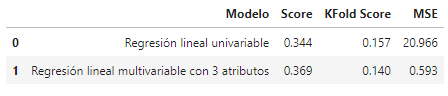 Modelo Score KFold Score MSE
0 Regresión lineal univariable 0.344 0.157 20.966
1 Regresión lineal multivariable con 3 atributos 0.369 0.140 0.593